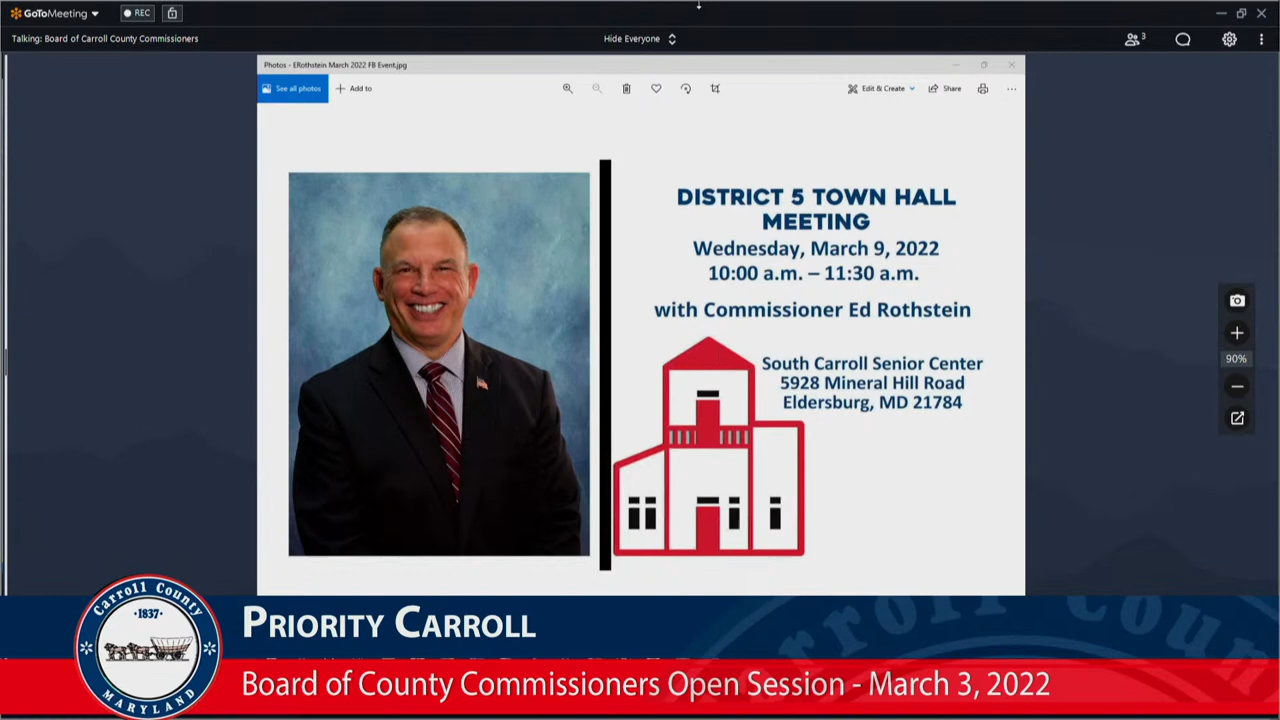 GoToMeeting
REC
Talking: Board of Carroll County Commissioners
Hide Everyone
3
Photos - ERothstein March 2022 FB Event.jpg
See all photos
Add to
Edit & Create
Share
DISTRICT 5 TOWN HALL
MEETING
Wednesday, March 9, 2022
10:00 a.m. – 11:30 a.m.
with Commissioner Ed Rothstein
South Carroll Senior Center
5928 Mineral Hill Road
Eldersburg, MD 21784
90%
Carroll County
1837
MARYLAND
PRIORITY CARROLL
Board of County Commissioners Open Session - March 3, 2022